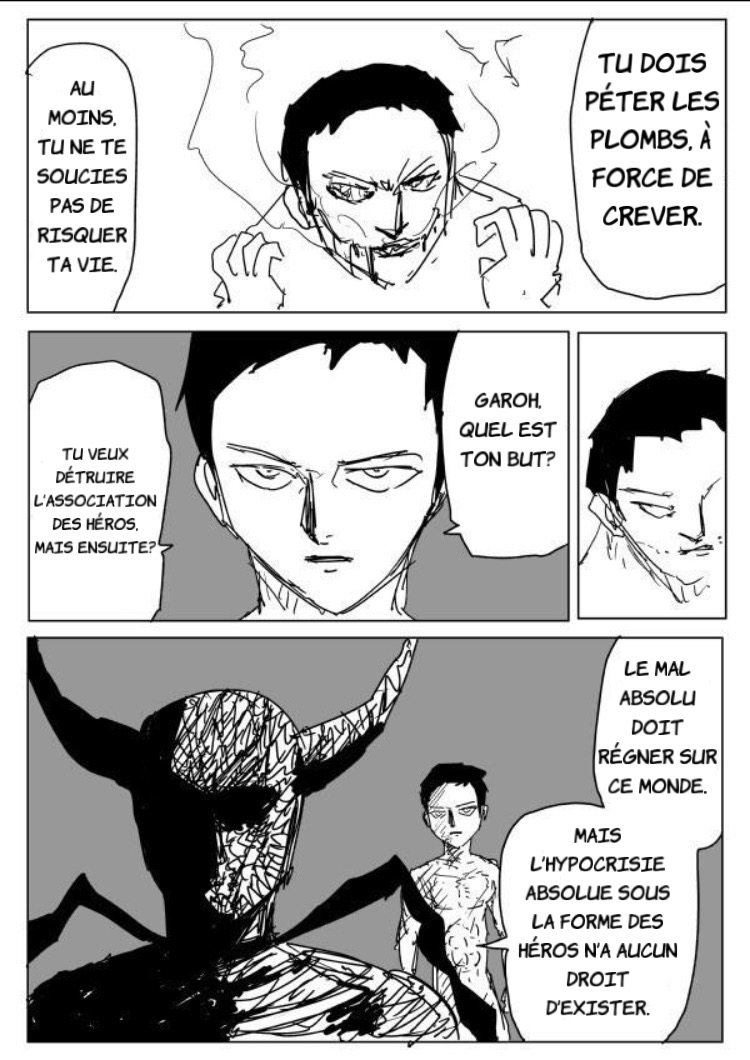 TU DOIS
PÉTER LES
PLOMBS, À
FORCE DE
CREVER.
AU
MOINS,
TU NE TE
SOUCIES
PAS DE
RISQUER
TA VIE.
GAROH,
QUEL EST
TON BUT?
TU VEUX
DÉTRUIRE
L'ASSOCIATION
DES HÉROS,
MAIS ENSUITE?
LE MAL
ABSOLU
DOIT
RÉGNER SUR
CE MONDE.
MAIS
L'HYPOCRISIE
ABSOLUE SOUS
LA FORME DES
HÉROS N'A AUCUN
DROIT
D'EXISTER.